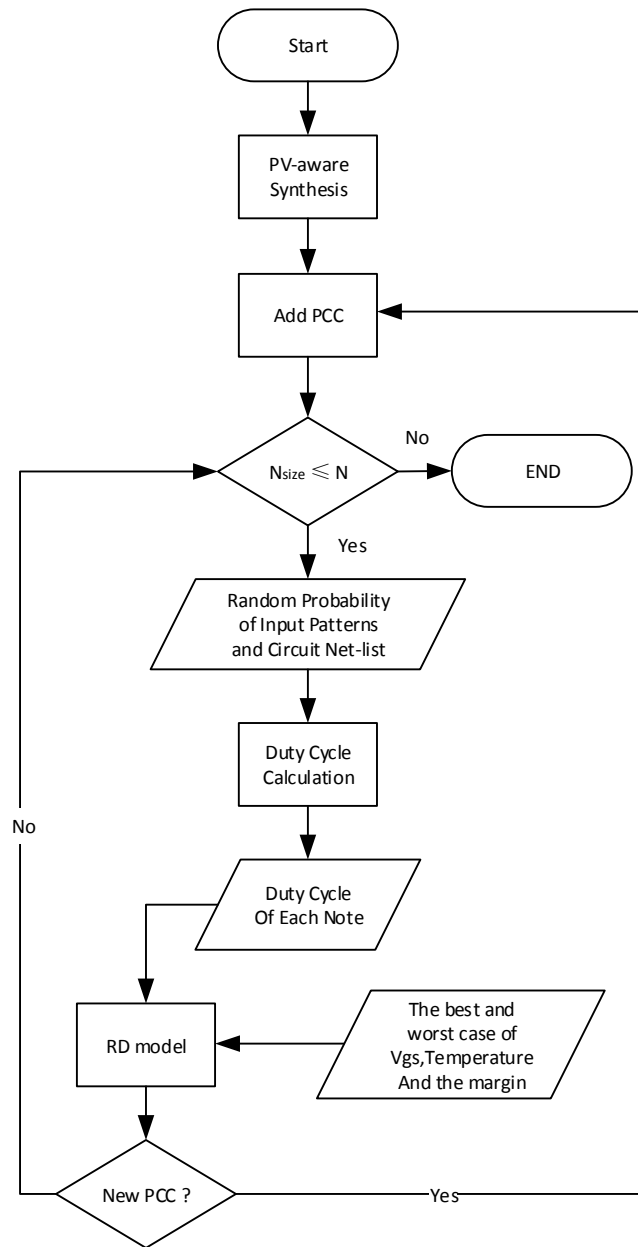 Start
PV-aware
Synthesis
Add PCC
No
Nsize ≤ N
END
Yes
Random Probability
of Input Patterns
and Circuit Net-list
Duty Cycle
Calculation
No
Duty Cycle
Of Each Note
The best and
worst case of
Vgs,Temperature
And the margin
RD model
New PCC ?
Yes